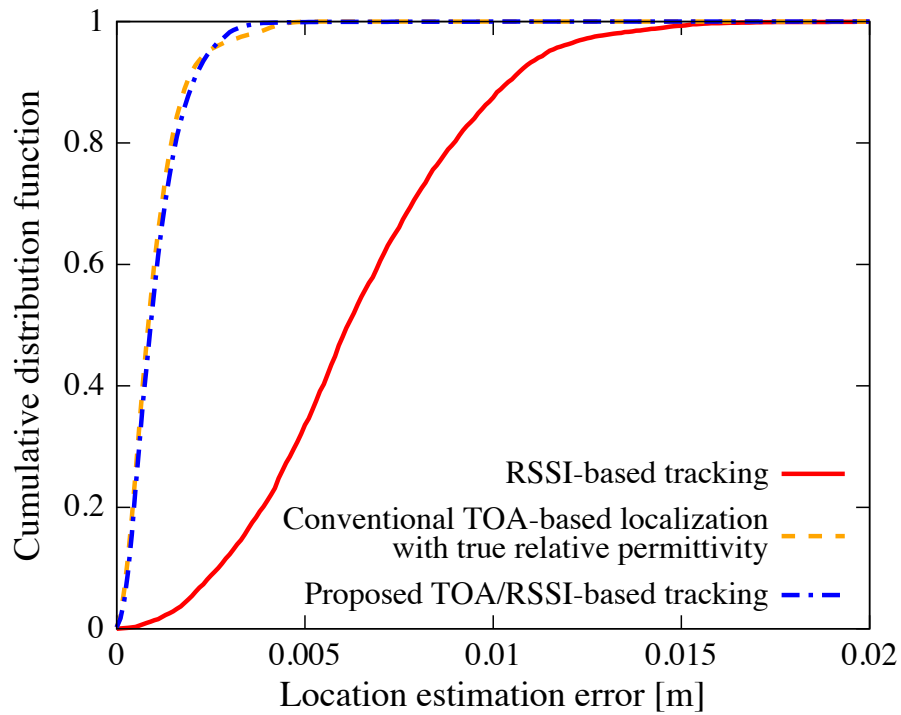 1
0.8
0.6
0.4
0.2
0
Cumulative distribution function
RSSI-based tracking
Conventional TOA-based localization
with true relative permittivity
Proposed TOA/RSSI-based tracking
0
0.005
0.01
0.015
0.02
Location estimation error [m]